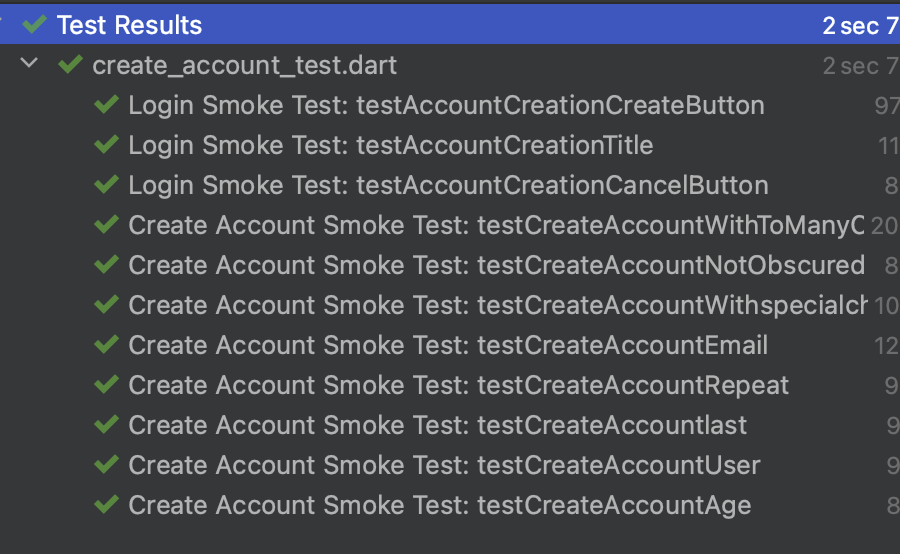 Test Results 2 sec 7
create_account_test.dart 2 sec 7
Login Smoke Test: testAccountCreationCreateButton 97
Login Smoke Test: testAccountCreationTitle 11
Login Smoke Test: testAccountCreationCancelButton 8
Create Account Smoke Test: testCreateAccountWithToManyC 20
Create Account Smoke Test: testCreateAccountNotObscured 8
Create Account Smoke Test: testCreateAccountWithspecialch 10
Create Account Smoke Test: testCreateAccountEmail 12
Create Account Smoke Test: testCreateAccountRepeat 9
Create Account Smoke Test: testCreateAccountlast 9
Create Account Smoke Test: testCreateAccountUser 9
Create Account Smoke Test: testCreateAccountAge 8